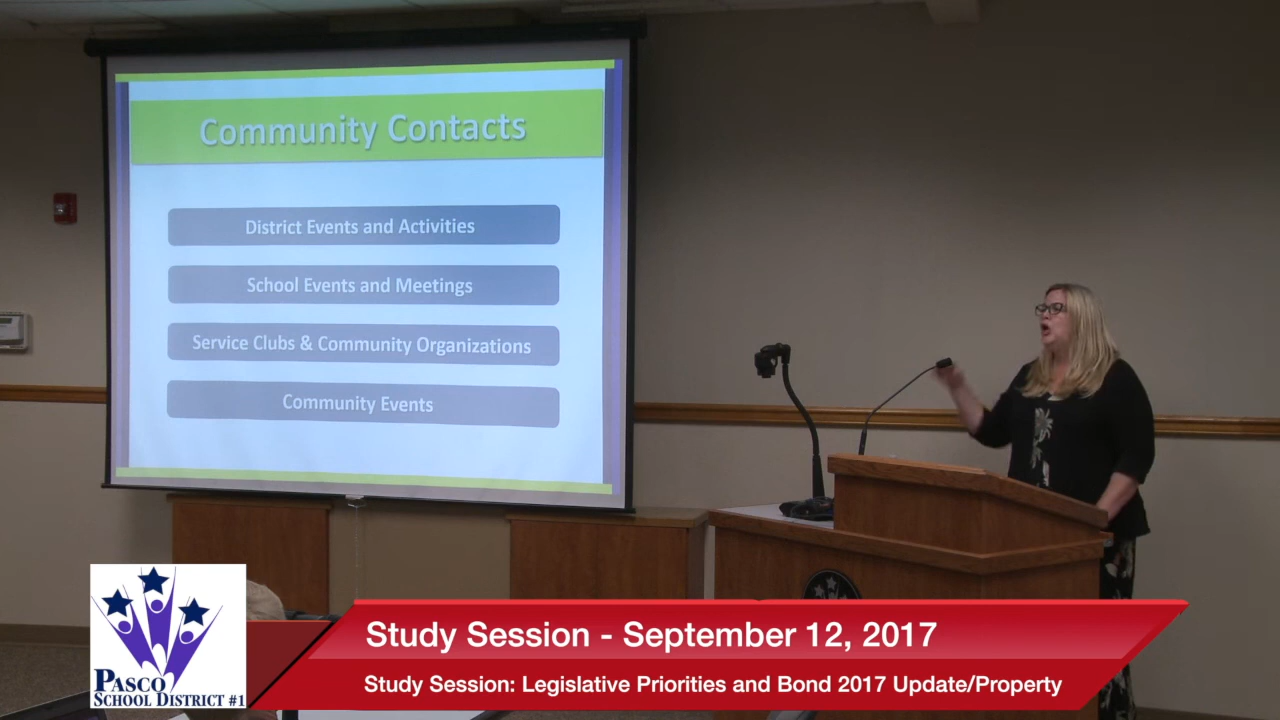 Community Contacts
District Events and Activities
School Events and Meetings
Service Clubs & Community Organizations
Community Events
PASCO
SCHOOL DISTRICT #1
Study Session - September 12, 2017
Study Session: Legislative Priorities and Bond 2017 Update/Property